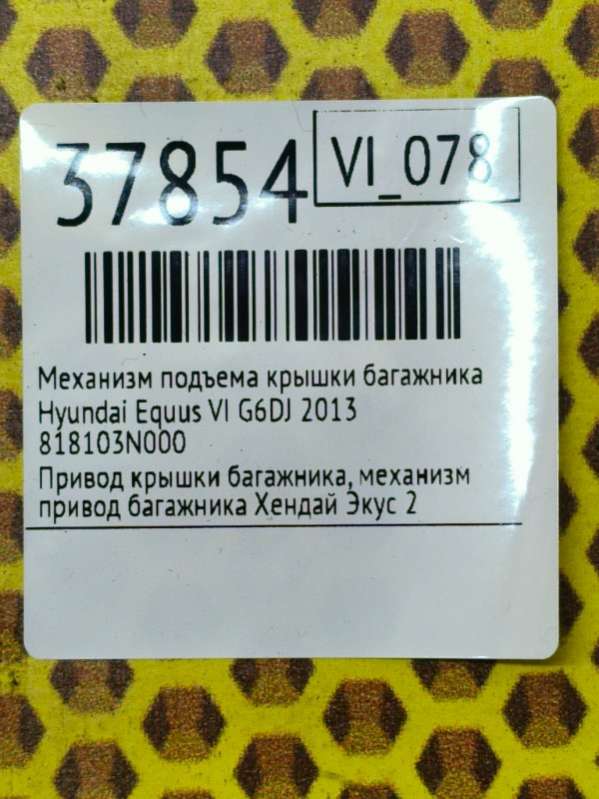 37854
VI_078
Механизм подъема крышки багажника
Hyundai Equus VI G6DJ 2013
818103N000
Привод крышки багажника, механизм
привод багажника Хендай Экус 2